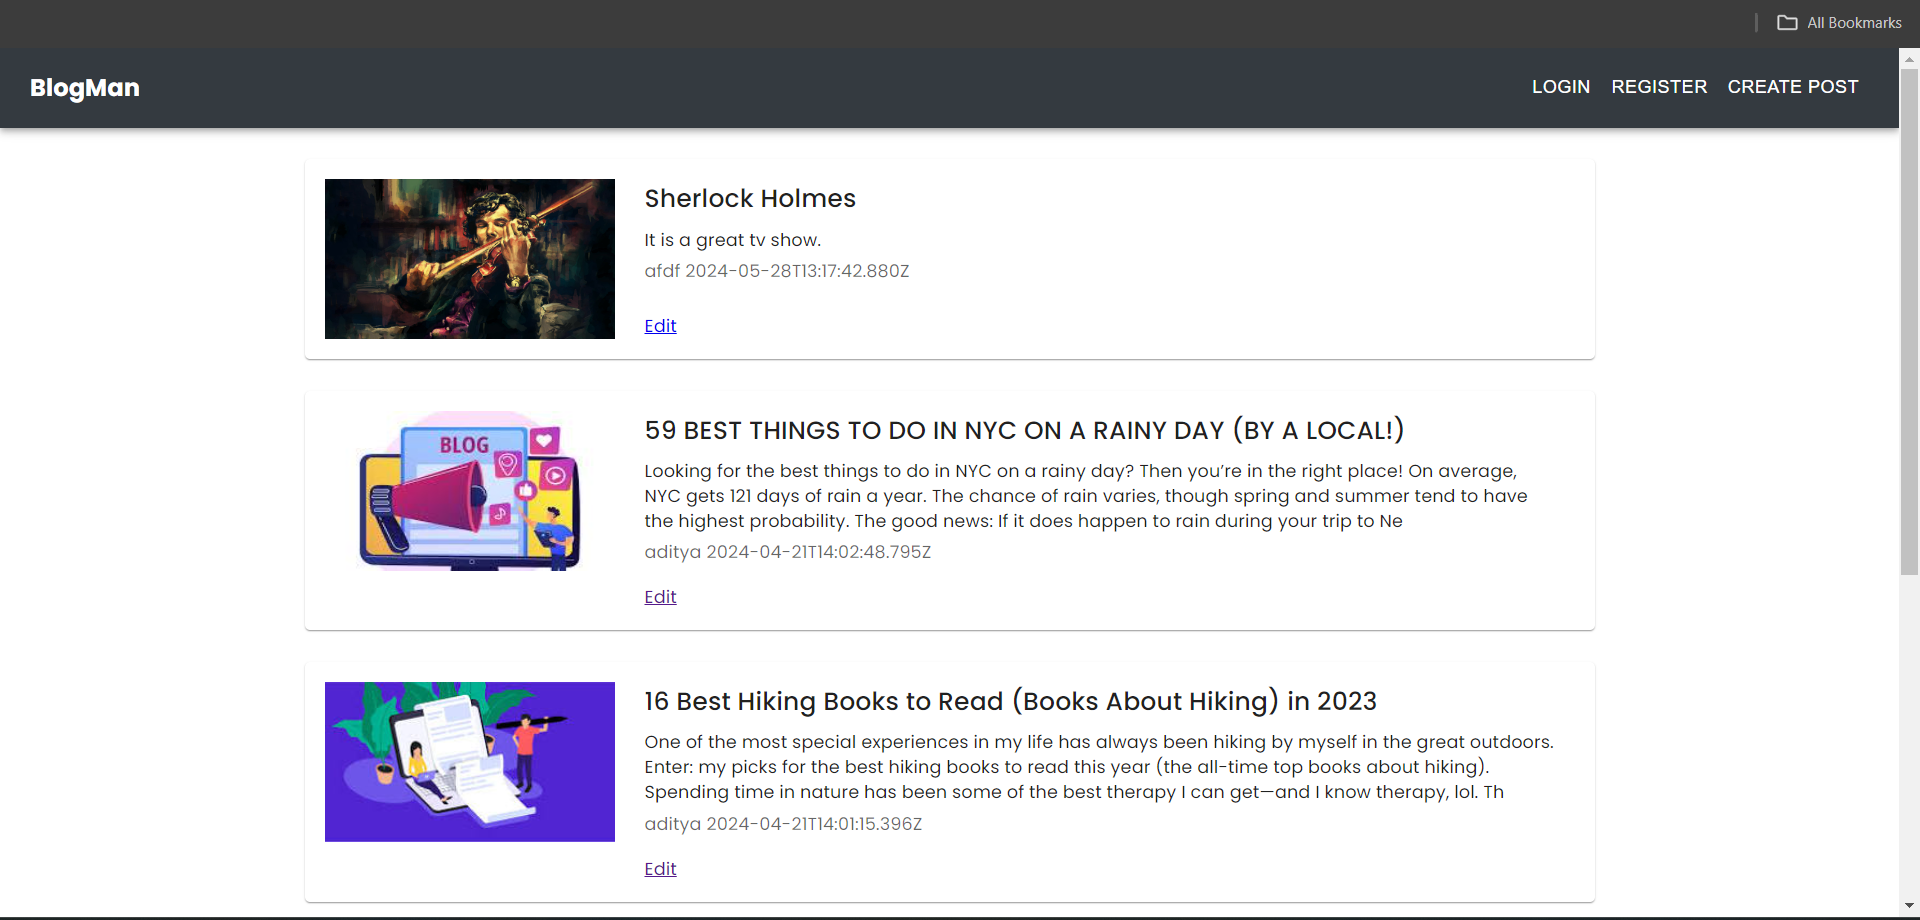 All Bookmarks
BlogMan
LOGIN REGISTER CREATE POST
Sherlock Holmes
It is a great tv show.
afdf 2024-05-28T13:17:42.880Z
Edit
BLOG
59 BEST THINGS TO DO IN NYC ON A RAINY DAY (BY A LOCAL!)
Looking for the best things to do in NYC on a rainy day? Then you’re in the right place! On average,
NYC gets 121 days of rain a year. The chance of rain varies, though spring and summer tend to have
the highest probability. The good news: If it does happen to rain during your trip to Ne
aditya 2024-04-21T14:02:48.795Z
Edit
16 Best Hiking Books to Read (Books About Hiking) in 2023
One of the most special experiences in my life has always been hiking by myself in the great outdoors.
Enter: my picks for the best hiking books to read this year (the all-time top books about hiking).
Spending time in nature has been some of the best therapy I can get—and I know therapy, lol. Th
aditya 2024-04-21T14:01:15.396Z
Edit